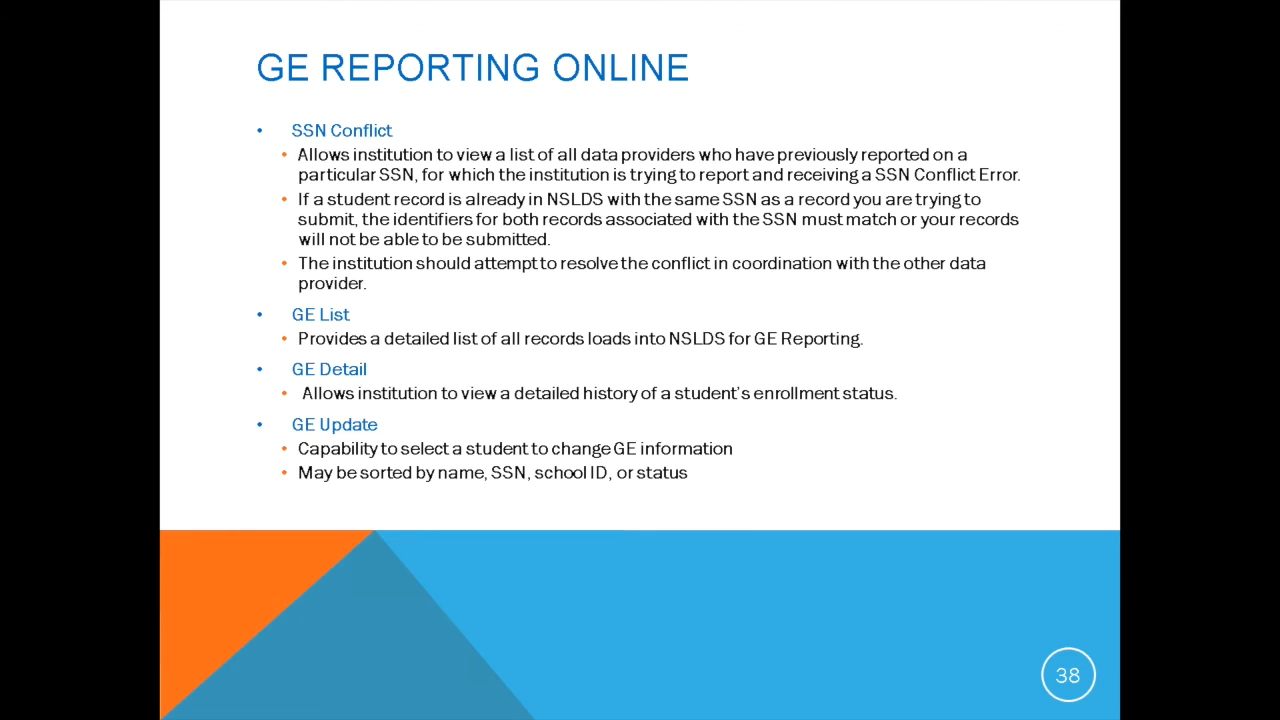 GE REPORTING ONLINE
• SSN Conflict
• Allows institution to view a list of all data providers who have previously reported on a
particular SSN, for which the institution is trying to report and receiving a SSN Conflict Error.
• If a student record is already in NSLDS with the same SSN as a record you are trying to
submit, the identifiers for both records associated with the SSN must match or your records
will not be able to be submitted.
• The institution should attempt to resolve the conflict in coordination with the other data
provider.
• GE List
• Provides a detailed list of all records loads into NSLDS for GE Reporting.
• GE Detail
• Allows institution to view a detailed history of a student's enrollment status.
• GE Update
• Capability to select a student to change GE information
• May be sorted by name, SSN, school ID, or status
38